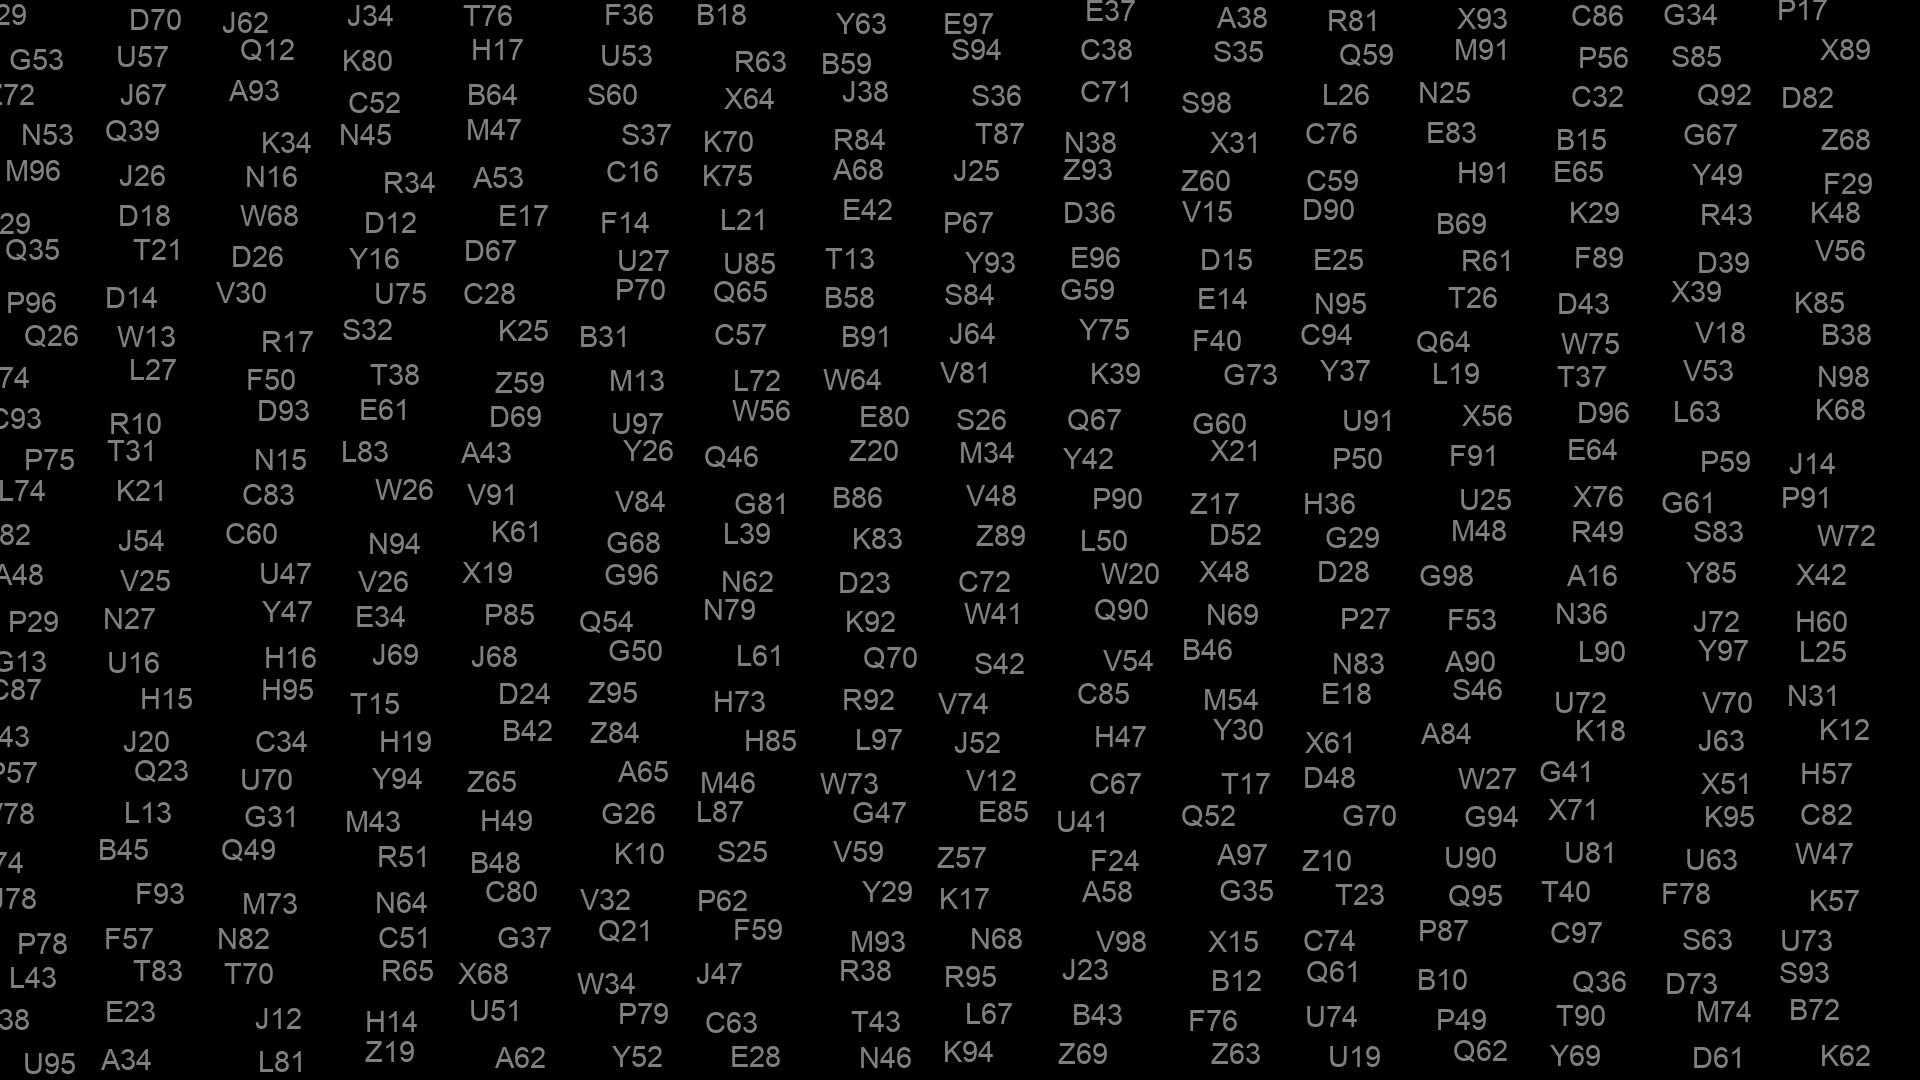 29 D70 J62 J34 T76 F36 B18 Y63 E97 E37 A38 R81 X93 C86 G34 P17
G53 U57 Q12 K80 H17 U53 R63 B59 S94 C38 S35 Q59 M91 P56 S85 X89
72 J67 A93 C52 B64 S60 X64 J38 S36 C71 S98 L26 N25 C32 Q92 D82
N53 Q39 K34 N45 M47 S37 K70 R84 T87 N38 X31 C76 E83 B15 G67 Z68
M96 J26 N16 R34 A53 C16 K75 A68 J25 Z93 Z60 C59 H91 E65 Y49 F29
29 D18 W68 D12 E17 F14 L21 E42 P67 D36 V15 D90 B69 K29 R43 K48
Q35 T21 D26 Y16 D67 U27 U85 T13 Y93 E96 D15 E25 R61 F89 D39 V56
P96 D14 V30 U75 C28 P70 Q65 B58 S84 G59 E14 N95 T26 D43 X39 K85
Q26 W13 R17 S32 K25 B31 C57 B91 J64 Y75 F40 C94 Q64 W75 V18 B38
74 L27 F50 T38 Z59 M13 L72 W64 V81 K39 G73 Y37 L19 T37 V53 N98
C93 R10 D93 E61 D69 U97 W56 E80 S26 Q67 G60 U91 X56 D96 L63 K68
P75 T31 N15 L83 A43 Y26 Q46 Z20 M34 Y42 X21 P50 F91 E64 P59 J14
L74 K21 C83 W26 V91 V84 G81 B86 V48 P90 Z17 H36 U25 X76 G61 P91
82 J54 C60 N94 K61 G68 L39 K83 Z89 L50 D52 G29 M48 R49 S83 W72
A48 V25 U47 V26 X19 G96 N62 D23 C72 W20 X48 D28 G98 A16 Y85 X42
P29 N27 Y47 E34 P85 Q54 N79 K92 W41 Q90 N69 P27 F53 N36 J72 H60
G13 U16 H16 J69 J68 G50 L61 Q70 S42 V54 B46 N83 A90 L90 Y97 L25
C87 H15 H95 T15 D24 Z95 H73 R92 V74 C85 M54 E18 S46 U72 V70 N31
43 J20 C34 H19 B42 Z84 H85 L97 J52 H47 Y30 X61 A84 K18 J63 K12
P57 Q23 U70 Y94 Z65 A65 M46 W73 V12 C67 T17 D48 W27 G41 X51 H57
78 L13 G31 M43 H49 G26 L87 G47 E85 U41 Q52 G70 G94 X71 K95 C82
74 B45 Q49 R51 B48 K10 S25 V59 Z57 F24 A97 Z10 U90 U81 U63 W47
78 F93 M73 N64 C80 V32 P62 Y29 K17 A58 G35 T23 Q95 T40 F78 K57
P78 F57 N82 C51 G37 Q21 F59 M93 N68 V98 X15 C74 P87 C97 S63 U73
L43 T83 T70 R65 X68 W34 J47 R38 R95 J23 B12 Q61 B10 Q36 D73 S93
38 E23 J12 H14 U51 P79 C63 T43 L67 B43 F76 U74 P49 T90 M74 B72
U95 A34 L81 Z19 A62 Y52 E28 N46 K94 Z69 Z63 U19 Q62 Y69 D61 K62